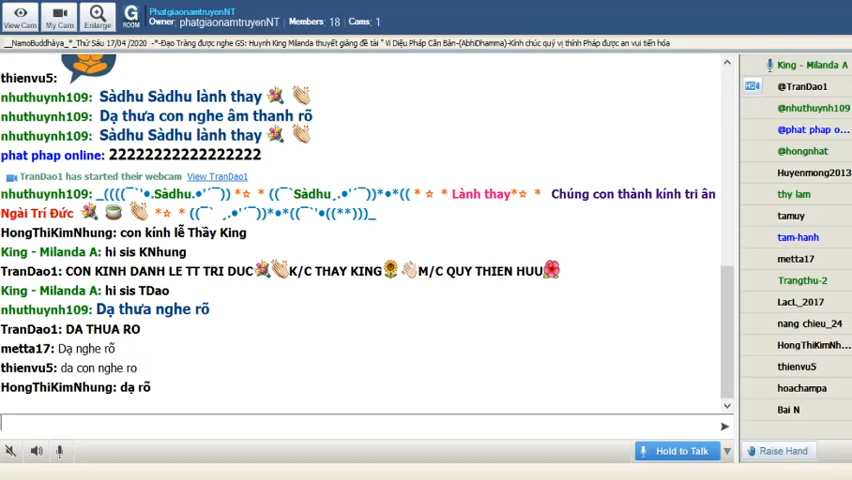 View Cam
My Cam
Enlarge
G
ROOM
PhatgiaonamtruyenNT
Owner: phatgiaonamtruyenNT Members: 18 Cams: 1
__NamoBuddhàya_*_Thứ Sáu 17/04 /2020 -*-Đạo Tràng được nghe GS: Huynh King Milanda thuyết giảng đề tài " Vi Diệu Pháp Căn Bản-(AbhiDhamma)-Kính chúc quý vị thính Pháp được an vui tiến hóa
thienvu5:
nhuthuynh109: Sàdhu Sàdhu lành thay
nhuthuynh109: Dạ thưa con nghe âm thanh rõ
nhuthuynh109: Sàdhu Sàdhu lành thay
phat phap online: 22222222222222222
TranDao1 has started their webcam View TranDao1
nhuthuynh109: _((((¯`'•.Sàdhu.•'´¯)) *☆ * ((¯`Sàdhu¸.•'´¯)*•*(( * ☆ * Lành thay*☆ * Chúng con thành kính tri ân
Ngài Trí Đức *☆ * ((¯` ¸.•'´¯)*•*((¯`'•((**)))_
HongThiKimNhung: con kính lễ Thầy King
King - Milanda A: hi sis KNhung
TranDao1: CON KINH DANH LE TT TRI DUC K/C THAY KING M/C QUY THIEN HUU
King - Milanda A: hi sis TDao
nhuthuynh109: Dạ thưa nghe rõ
TranDao1: DA THUA RO
metta17: Dạ nghe rõ
thienvu5: da con nghe ro
HongThiKimNhung: dạ rõ
Hold to Talk
King - Milanda A
@TranDao1
@nhuthuynh109
@phat phap o...
@hongnhat
Huyenmong2013
thy lam
tamuy
tam-hanh
metta17
Trangthu-2
LacL_2017
nang chieu_24
HongThiKimNh...
thienvu5
hoachampa
Bai N
Raise Hand